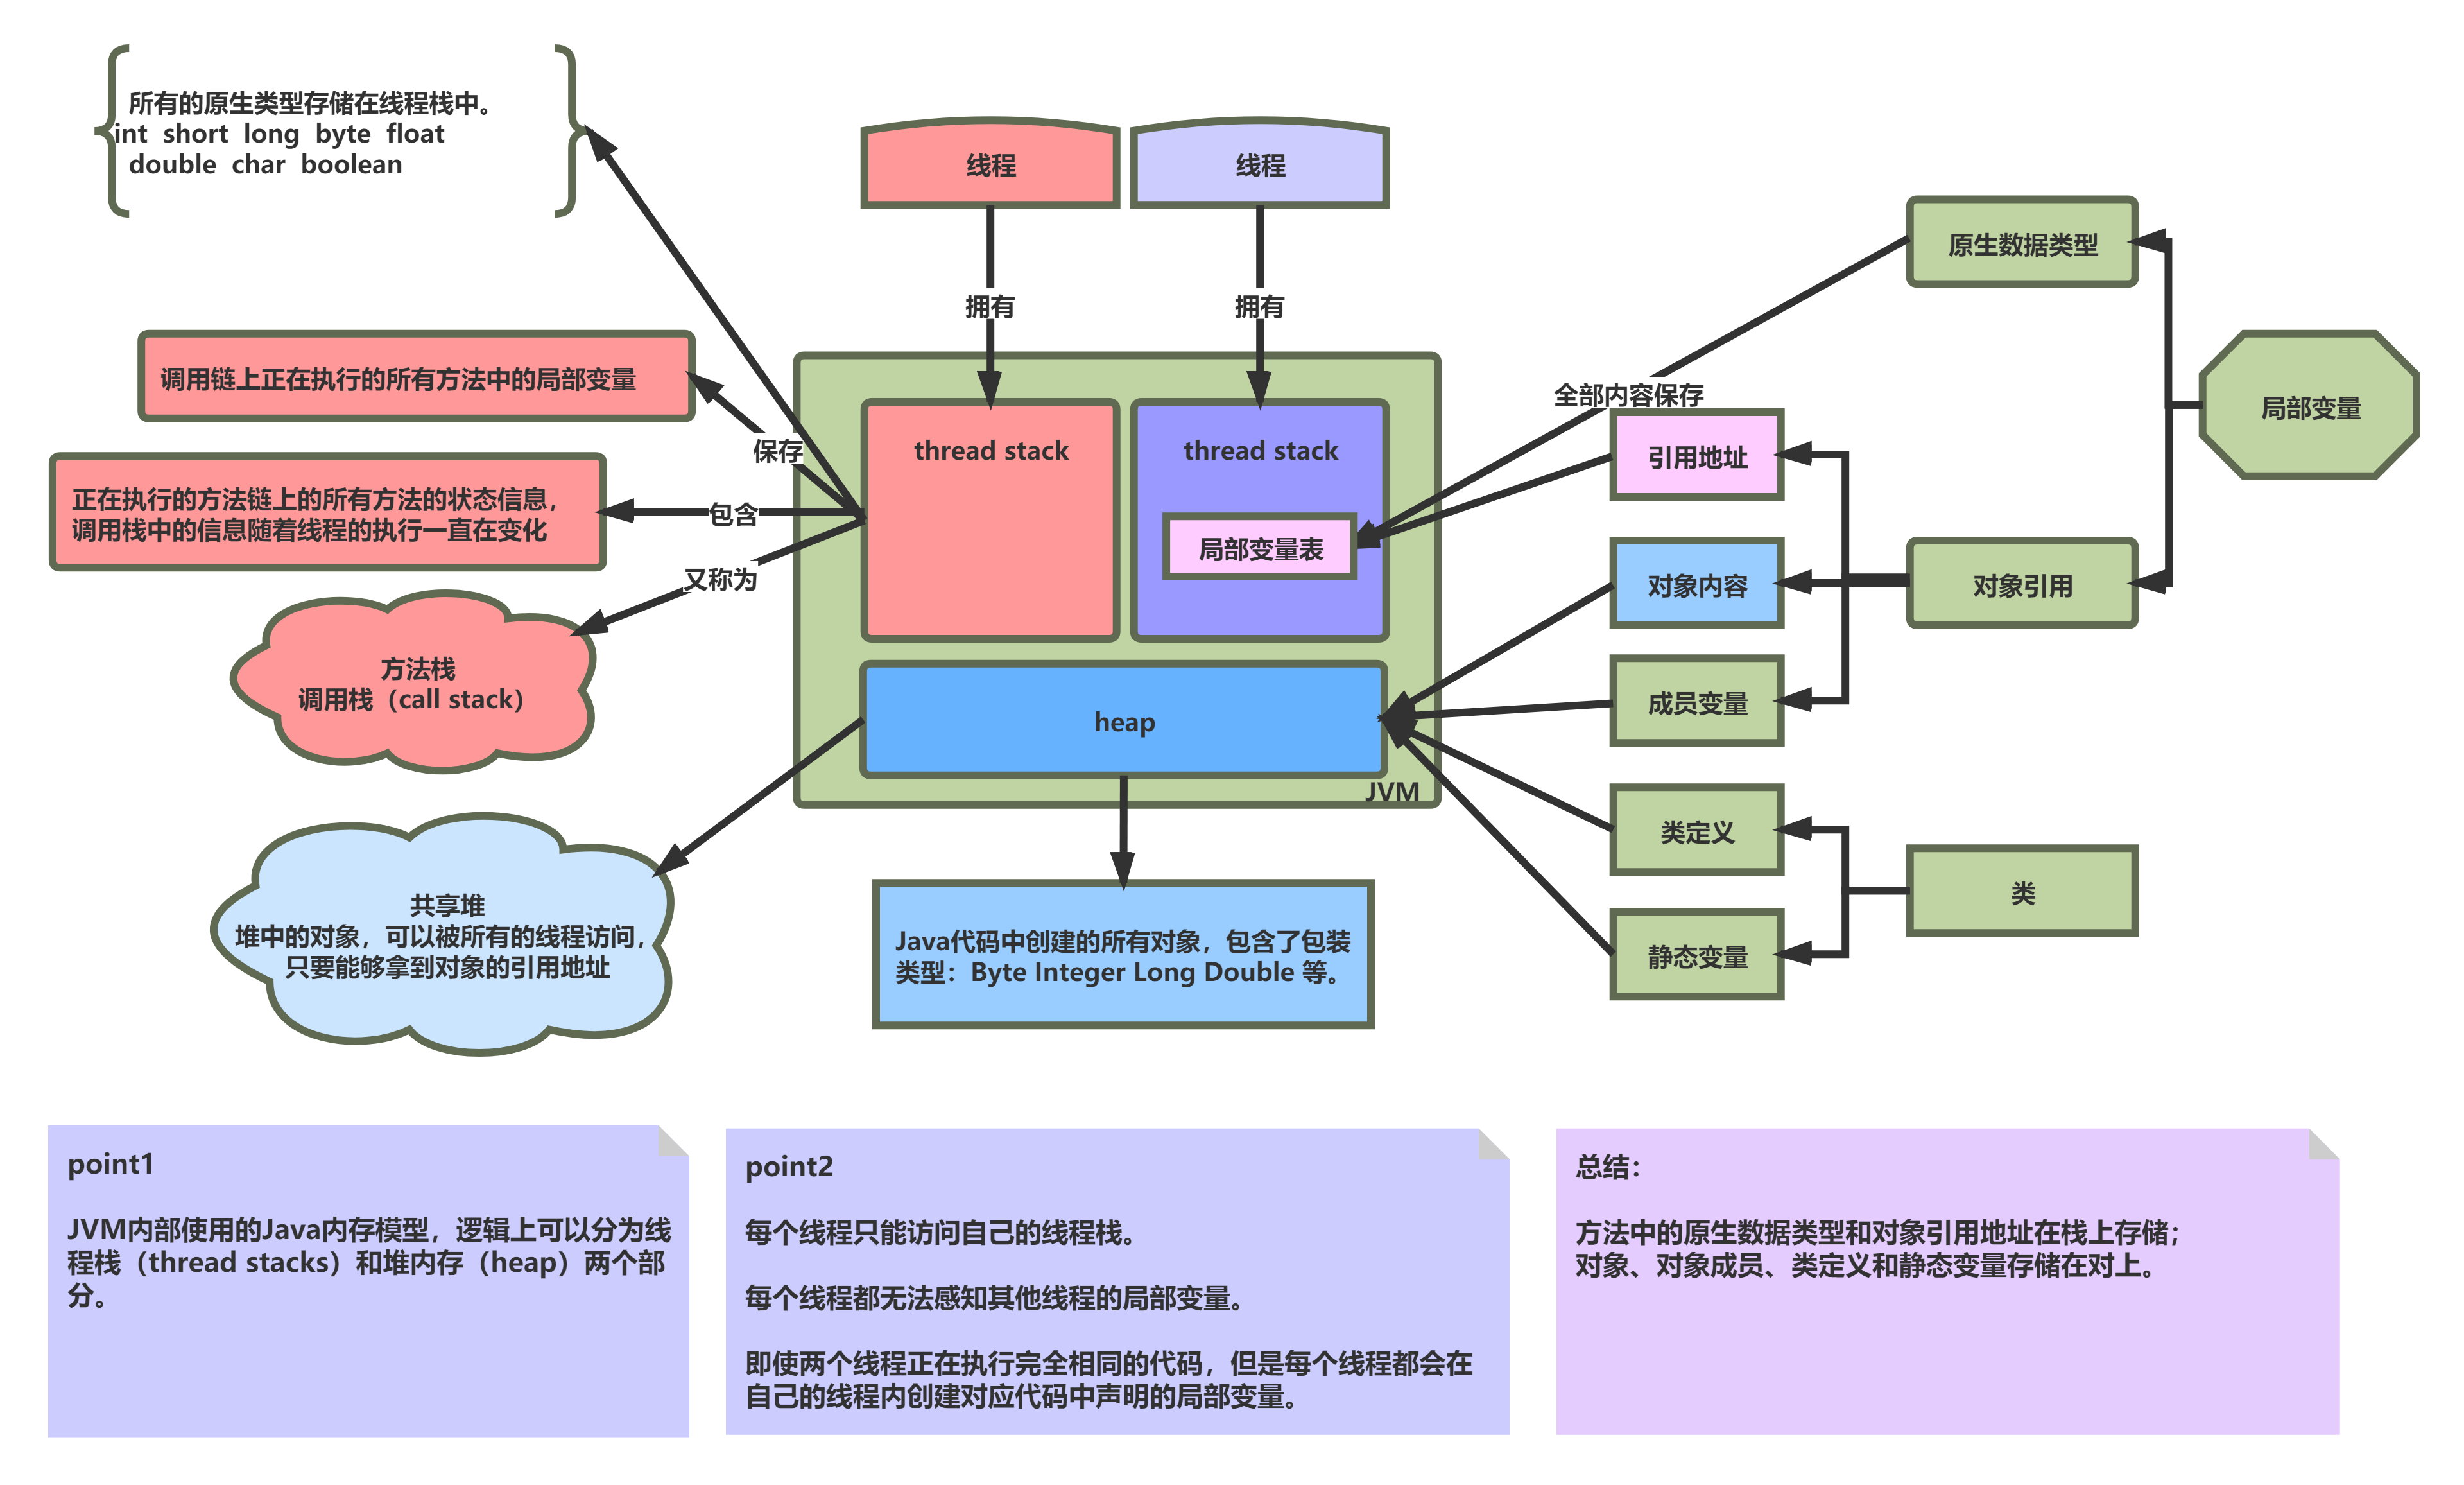 所有的原生类型存储在线程栈中。
int short long byte float
double char boolean
线程
线程
拥有
拥有
原生数据类型
调用链上正在执行的所有方法中的局部变量
全部内容保存
局部变量
保存
thread stack
thread stack
引用地址
正在执行的方法链上的所有方法的状态信息，
调用栈中的信息随着线程的执行一直在变化
包含
局部变量表
又称为
对象内容
对象引用
方法栈
调用栈（call stack）
heap
成员变量
JVM
类定义
类
共享堆
堆中的对象，可以被所有的线程访问，
只要能够拿到对象的引用地址
Java代码中创建的所有对象，包含了包装
类型：Byte Integer Long Double 等。
静态变量
point1
JVM内部使用的Java内存模型，逻辑上可以分为线
程栈（thread stacks）和堆内存（heap）两个部
分。
point2
每个线程只能访问自己的线程栈。
每个线程都无法感知其他线程的局部变量。
即使两个线程正在执行完全相同的代码，但是每个线程都会在
自己的线程内创建对应代码中声明的局部变量。
总结：
方法中的原生数据类型和对象引用地址在栈上存储；
对象、对象成员、类定义和静态变量存储在对上。